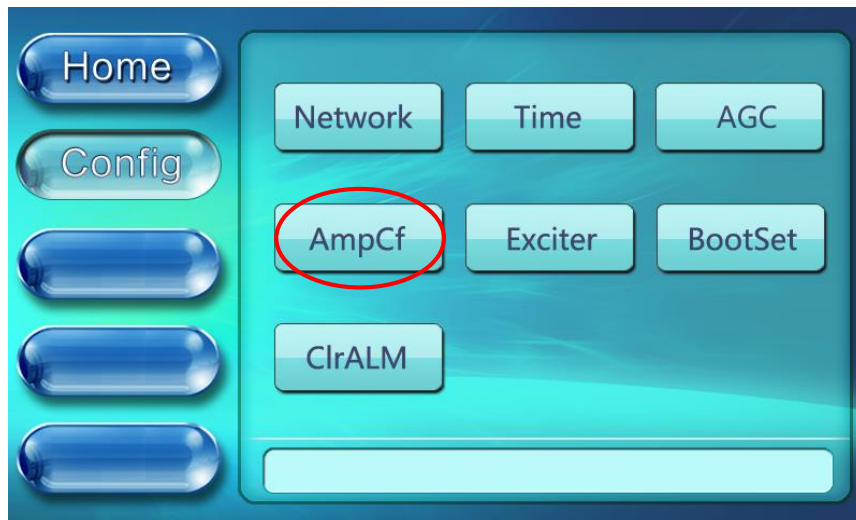 Home
Config
Network
Time
AGC
AmpCf
Exciter
BootSet
ClrALM